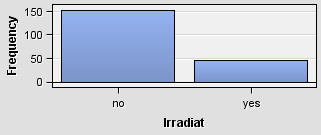 Frequency
150
100
50
0
no yes
Irradiat